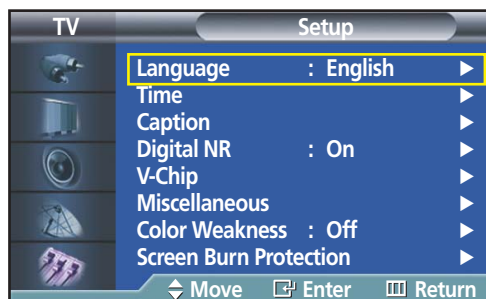 TV Setup
Language : English
Time
Caption
Digital NR : On
V-Chip
Miscellaneous
Color Weakness : Off
Screen Burn Protection
Move Enter Return